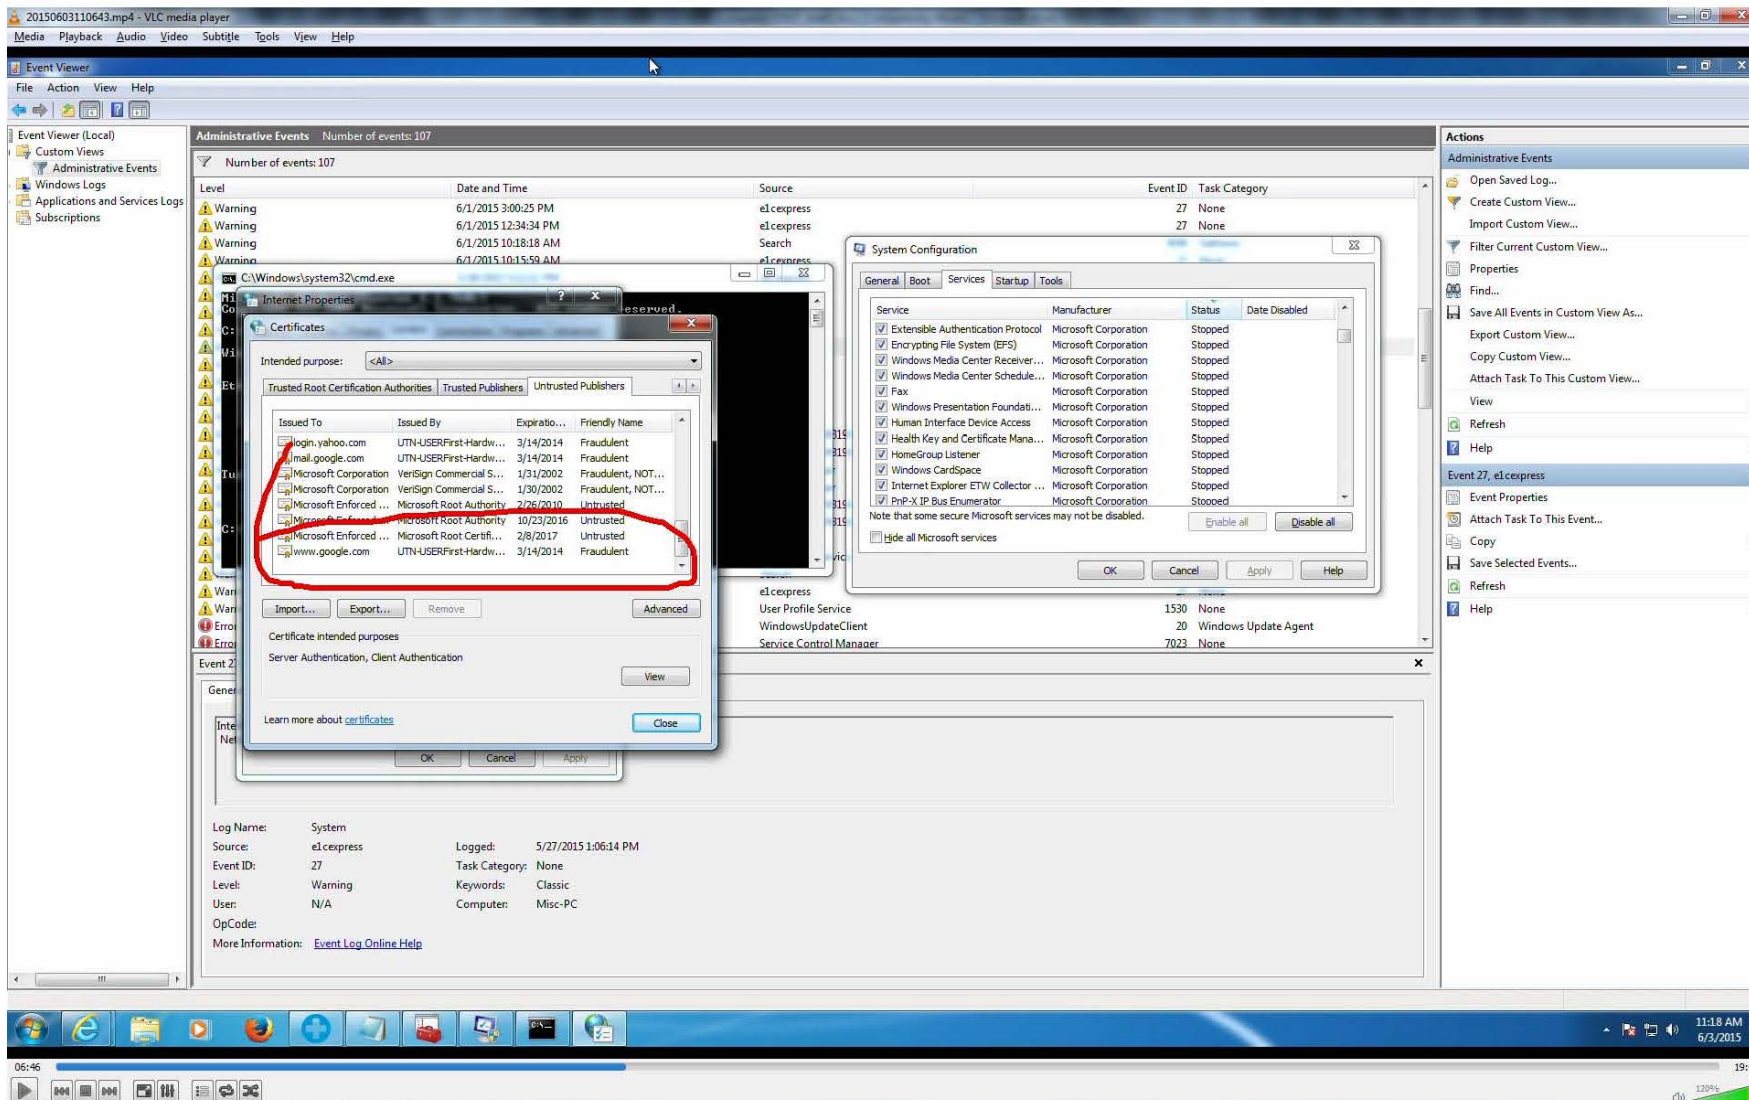 20150603110643.mp4 - VLC media player
Media Playback Audio Video Subtitle Tools View Help
Event Viewer
File Action View Help
Event Viewer (Local)
Custom Views
Administrative Events
Windows Logs
Applications and Services Logs
Subscriptions
Administrative Events Number of events: 107
Number of events: 107
Level Date and Time Source Event ID Task Category
Warning 6/1/2015 3:00:25 PM e1cexpress 27 None
Warning 6/1/2015 12:34:34 PM e1cexpress 27 None
Warning 6/1/2015 10:18:18 AM Search
6/1/2015 10:15:59 AM e1cexpress
C:\Windows\system32\cmd.exe
eserved.
Internet Properties
Certificates
Intended purpose: <All>
Trusted Root Certification Authorities Trusted Publishers Untrusted Publishers
Issued To Issued By Expiratio... Friendly Name
login.yahoo.com UTN-USERFirst-Hardw... 3/14/2014 Fraudulent
mail.google.com UTN-USERFirst-Hardw... 3/14/2014 Fraudulent
Microsoft Corporation VeriSign Commercial S... 1/31/2002 Fraudulent, NOT...
Microsoft Corporation VeriSign Commercial S... 1/30/2002 Fraudulent, NOT...
Microsoft Enforced ... Microsoft Root Authority 2/26/2010 Untrusted
Microsoft Enforced ... Microsoft Root Authority 10/23/2016 Untrusted
Microsoft Enforced ... Microsoft Root Certifi... 2/8/2017 Untrusted
www.google.com UTN-USERFirst-Hardw... 3/14/2014 Fraudulent
Import... Export... Remove Advanced
Certificate intended purposes
Server Authentication, Client Authentication
View
Learn more about certificates
Close
OK Cancel Apply
System Configuration
General Boot Services Startup Tools
Service Manufacturer Status Date Disabled
Extensible Authentication Protocol Microsoft Corporation Stopped
Encrypting File System (EFS) Microsoft Corporation Stopped
Windows Media Center Receiver... Microsoft Corporation Stopped
Windows Media Center Schedule... Microsoft Corporation Stopped
Fax Microsoft Corporation Stopped
Windows Presentation Foundati... Microsoft Corporation Stopped
Human Interface Device Access Microsoft Corporation Stopped
Health Key and Certificate Mana... Microsoft Corporation Stopped
HomeGroup Listener Microsoft Corporation Stopped
Windows CardSpace Microsoft Corporation Stopped
Internet Explorer ETW Collector ... Microsoft Corporation Stopped
PnP-X IP Bus Enumerator Microsoft Corporation Stopped
Note that some secure Microsoft services may not be disabled.
Enable all Disable all
Hide all Microsoft services
OK Cancel Apply Help
e1cexpress
User Profile Service 1530 None
Erro WindowsUpdateClient 20 Windows Update Agent
Error Service Control Manager 7023 None
Event 2
Gener
Log Name: System
Source: e1cexpress Logged: 5/27/2015 1:06:14 PM
Event ID: 27 Task Category: None
Level: Warning Keywords: Classic
User: N/A Computer: Misc-PC
OpCode:
More Information: Event Log Online Help
Actions
Administrative Events
Open Saved Log...
Create Custom View...
Import Custom View...
Filter Current Custom View...
Properties
Find...
Save All Events in Custom View As...
Export Custom View...
Copy Custom View...
Attach Task To This Custom View...
View
Refresh
Help
Event 27, e1cexpress
Event Properties
Attach Task To This Event...
Copy
Save Selected Events...
Refresh
Help
11:18 AM
6/3/2015
06:46
19:
120%